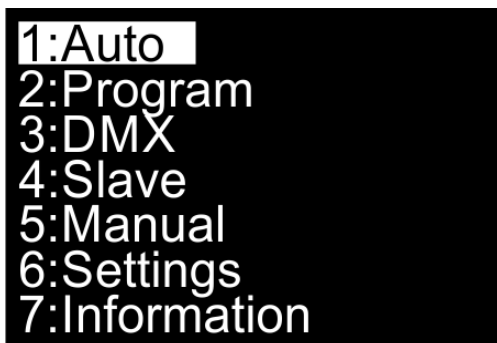 1:Auto
2:Program
3:DMX
4:Slave
5:Manual
6:Settings
7:Information